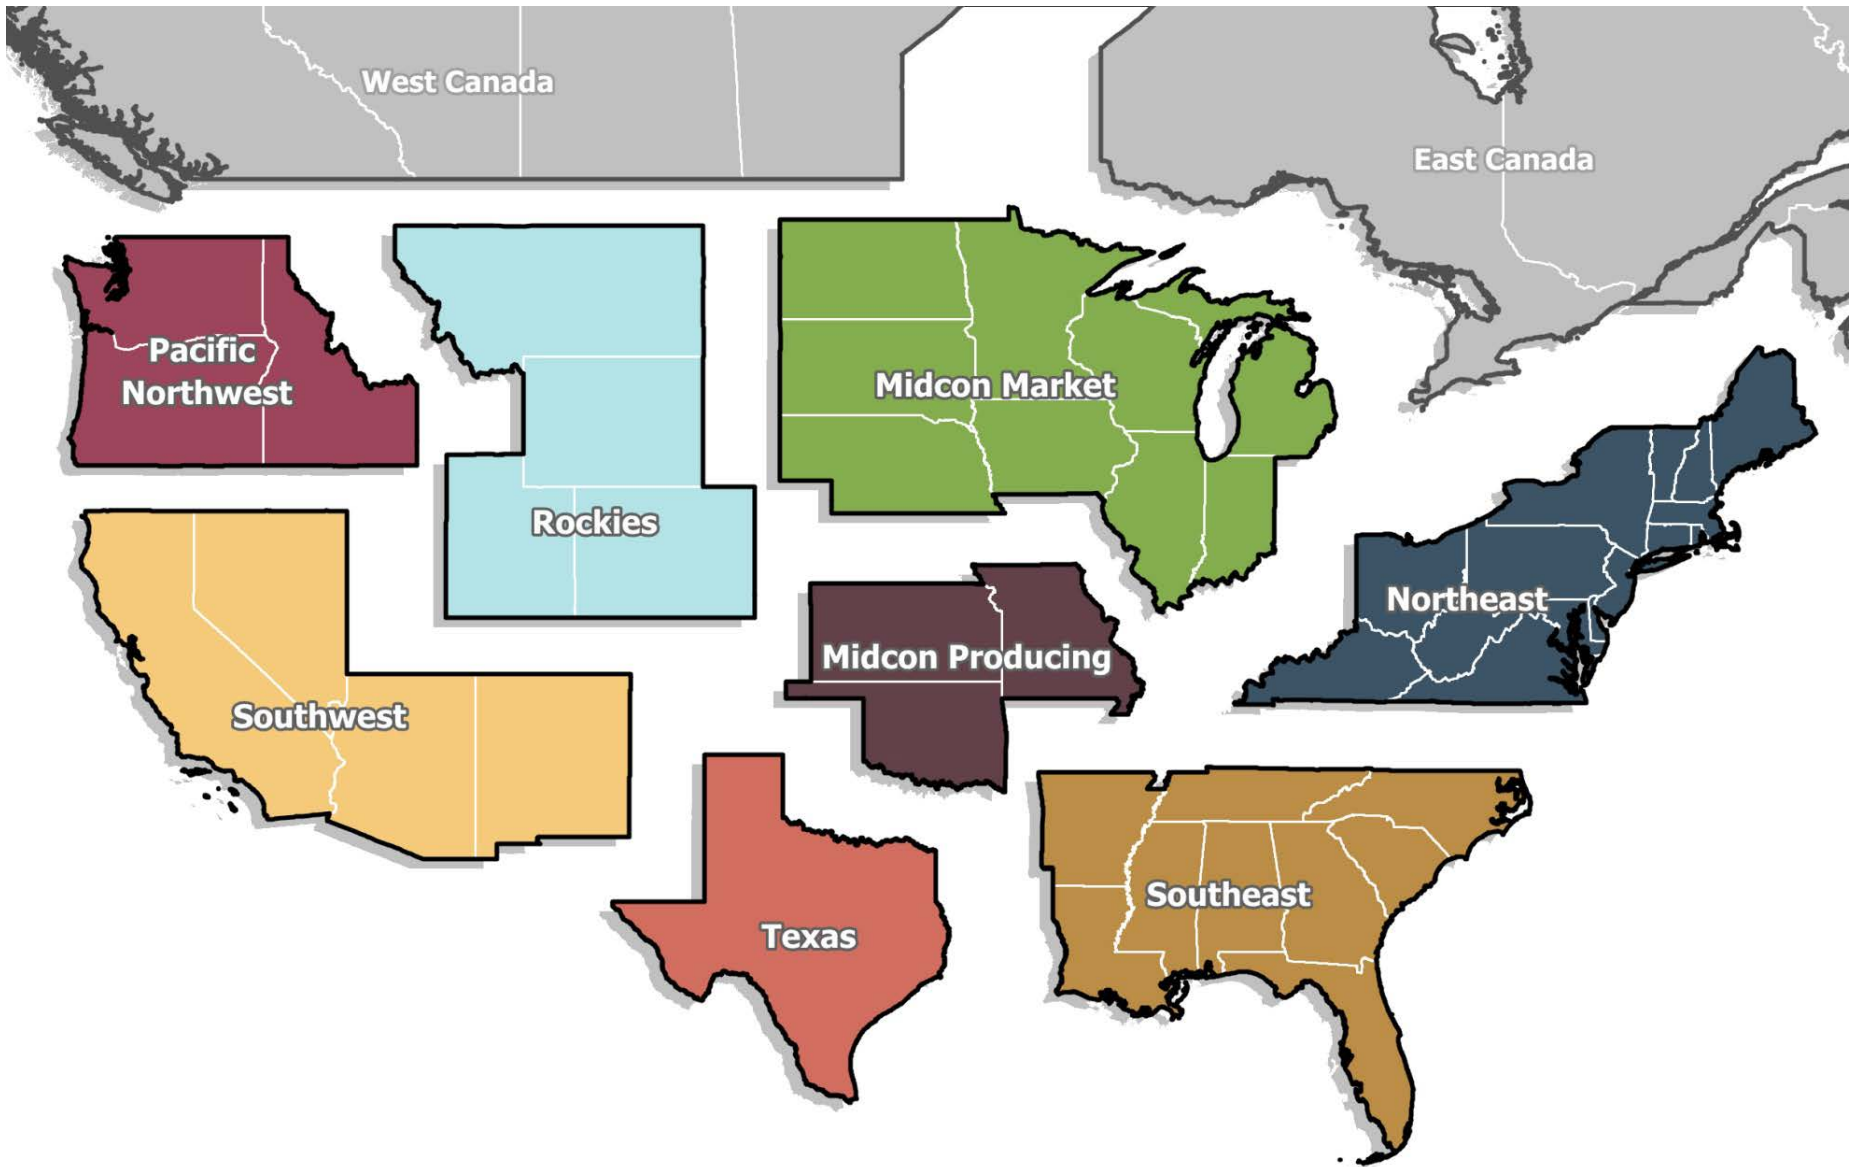 West Canada
East Canada
Pacific
Northwest
Midcon Market
Rockies
Northeast
Midcon Producing
Southwest
Southeast
Texas